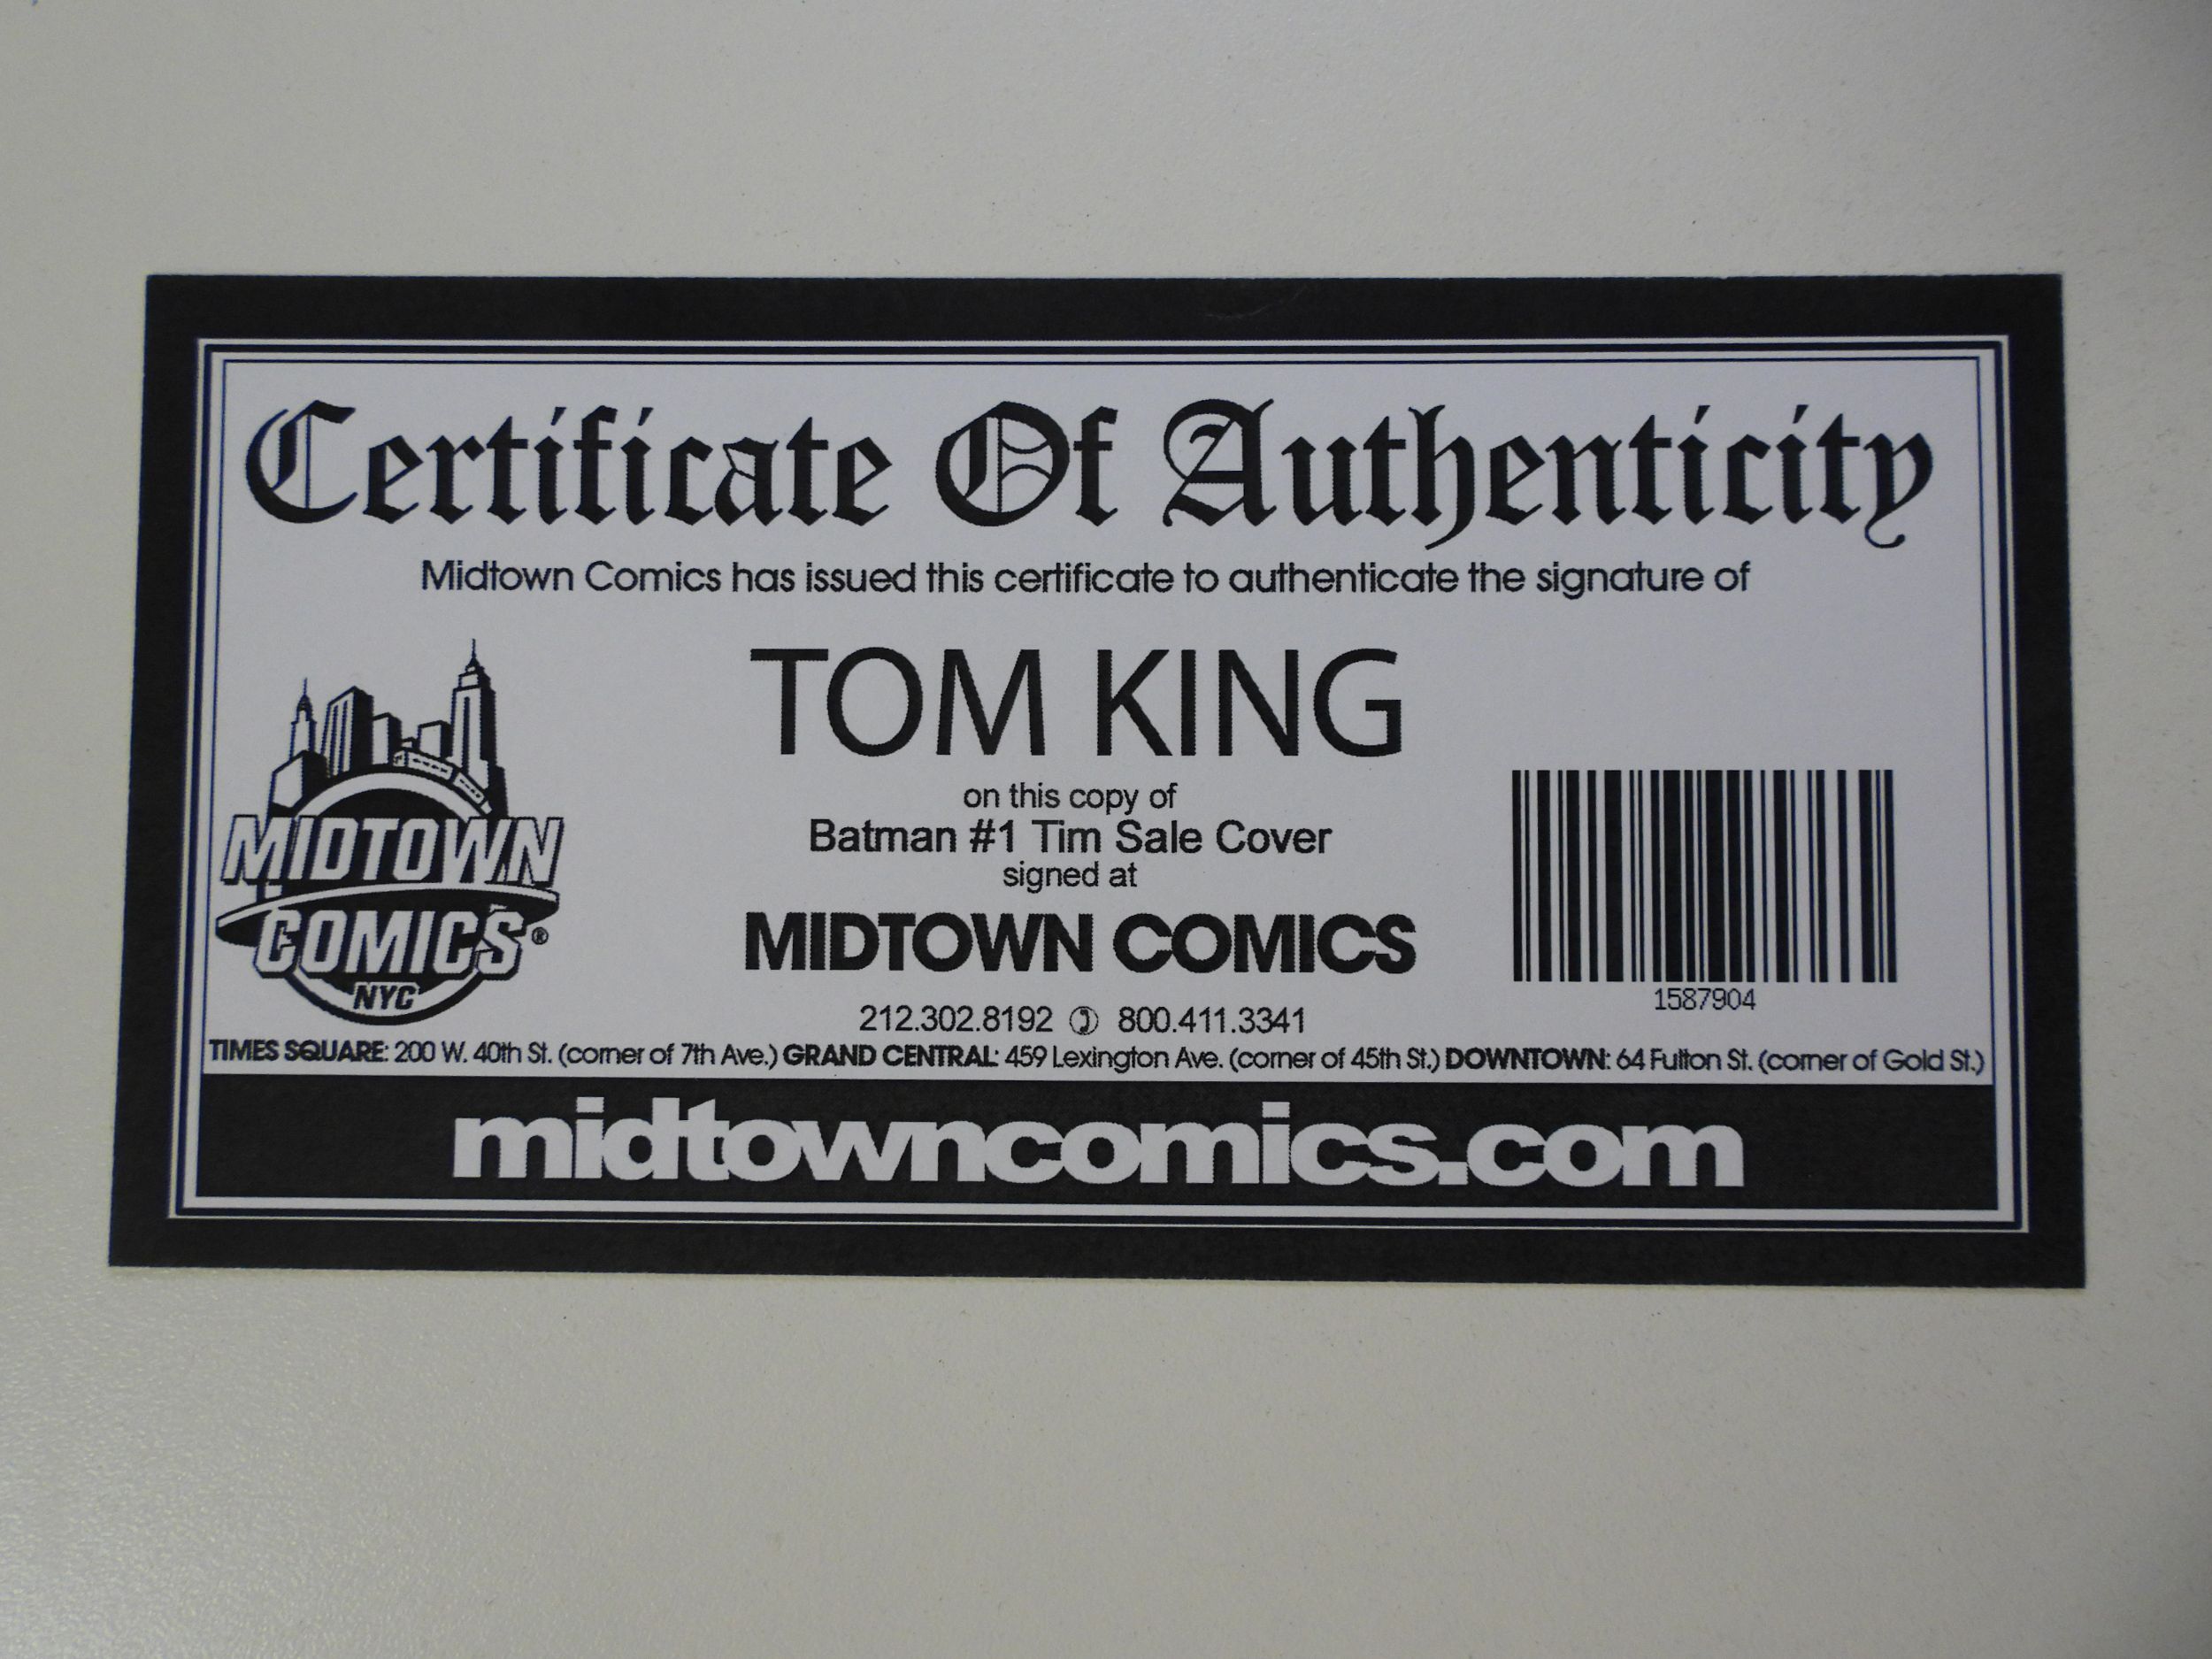 Certificate Of Authenticity
Midtown Comics has issued this certificate to authenticate the signature of
TOM KING
on this copy of
Batman #1 Tim Sale Cover
signed at
MIDTOWN COMICS
212.302.8192 800.411.3341
MIDTOWN
COMICS®
NYC
1587904
TIMES SQUARE: 200 W. 40th St. (corner of 7th Ave.) GRAND CENTRAL: 459 Lexington Ave. (corner of 45th St.) DOWNTOWN: 64 Fulton St. (corner of Gold St.)
midtowncomics.com